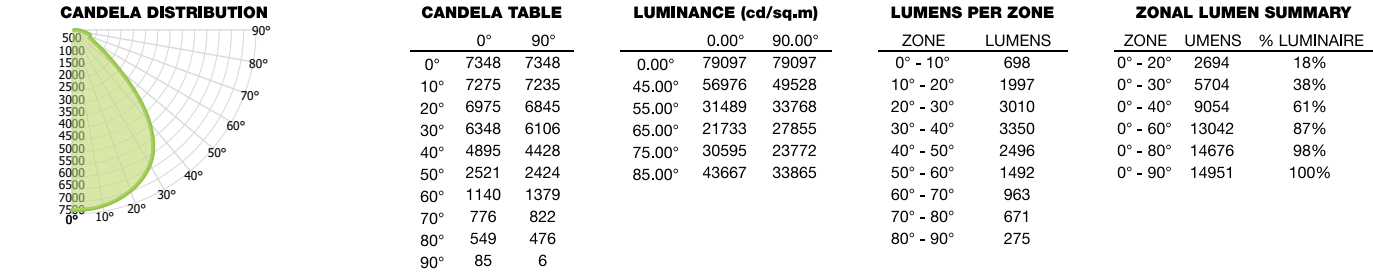 CANDELA DISTRIBUTION
500
1000
1500
2000
2500
3000
3500
4000
4500
5000
5500
6000
6500
7000
7500
0°
10°
20°
30°
40°
50°
60°
70°
80°
90°
CANDELA TABLE
0° 90°
0° 7348 7348
10° 7275 7235
20° 6975 6845
30° 6348 6106
40° 4895 4428
50° 2521 2424
60° 1140 1379
70° 776 822
80° 549 476
90° 85 6
LUMINANCE (cd/sq.m)
0.00° 90.00°
0.00° 79097 79097
45.00° 56976 49528
55.00° 31489 33768
65.00° 21733 27855
75.00° 30595 23772
85.00° 43667 33865
LUMENS PER ZONE
ZONE LUMENS
0° - 10° 698
10° - 20° 1997
20° - 30° 3010
30° - 40° 3350
40° - 50° 2496
50° - 60° 1492
60° - 70° 963
70° - 80° 671
80° - 90° 275
ZONAL LUMEN SUMMARY
ZONE UMENS % LUMINAIRE
0° - 20° 2694 18%
0° - 30° 5704 38%
0° - 40° 9054 61%
0° - 60° 13042 87%
0° - 80° 14676 98%
0° - 90° 14951 100%